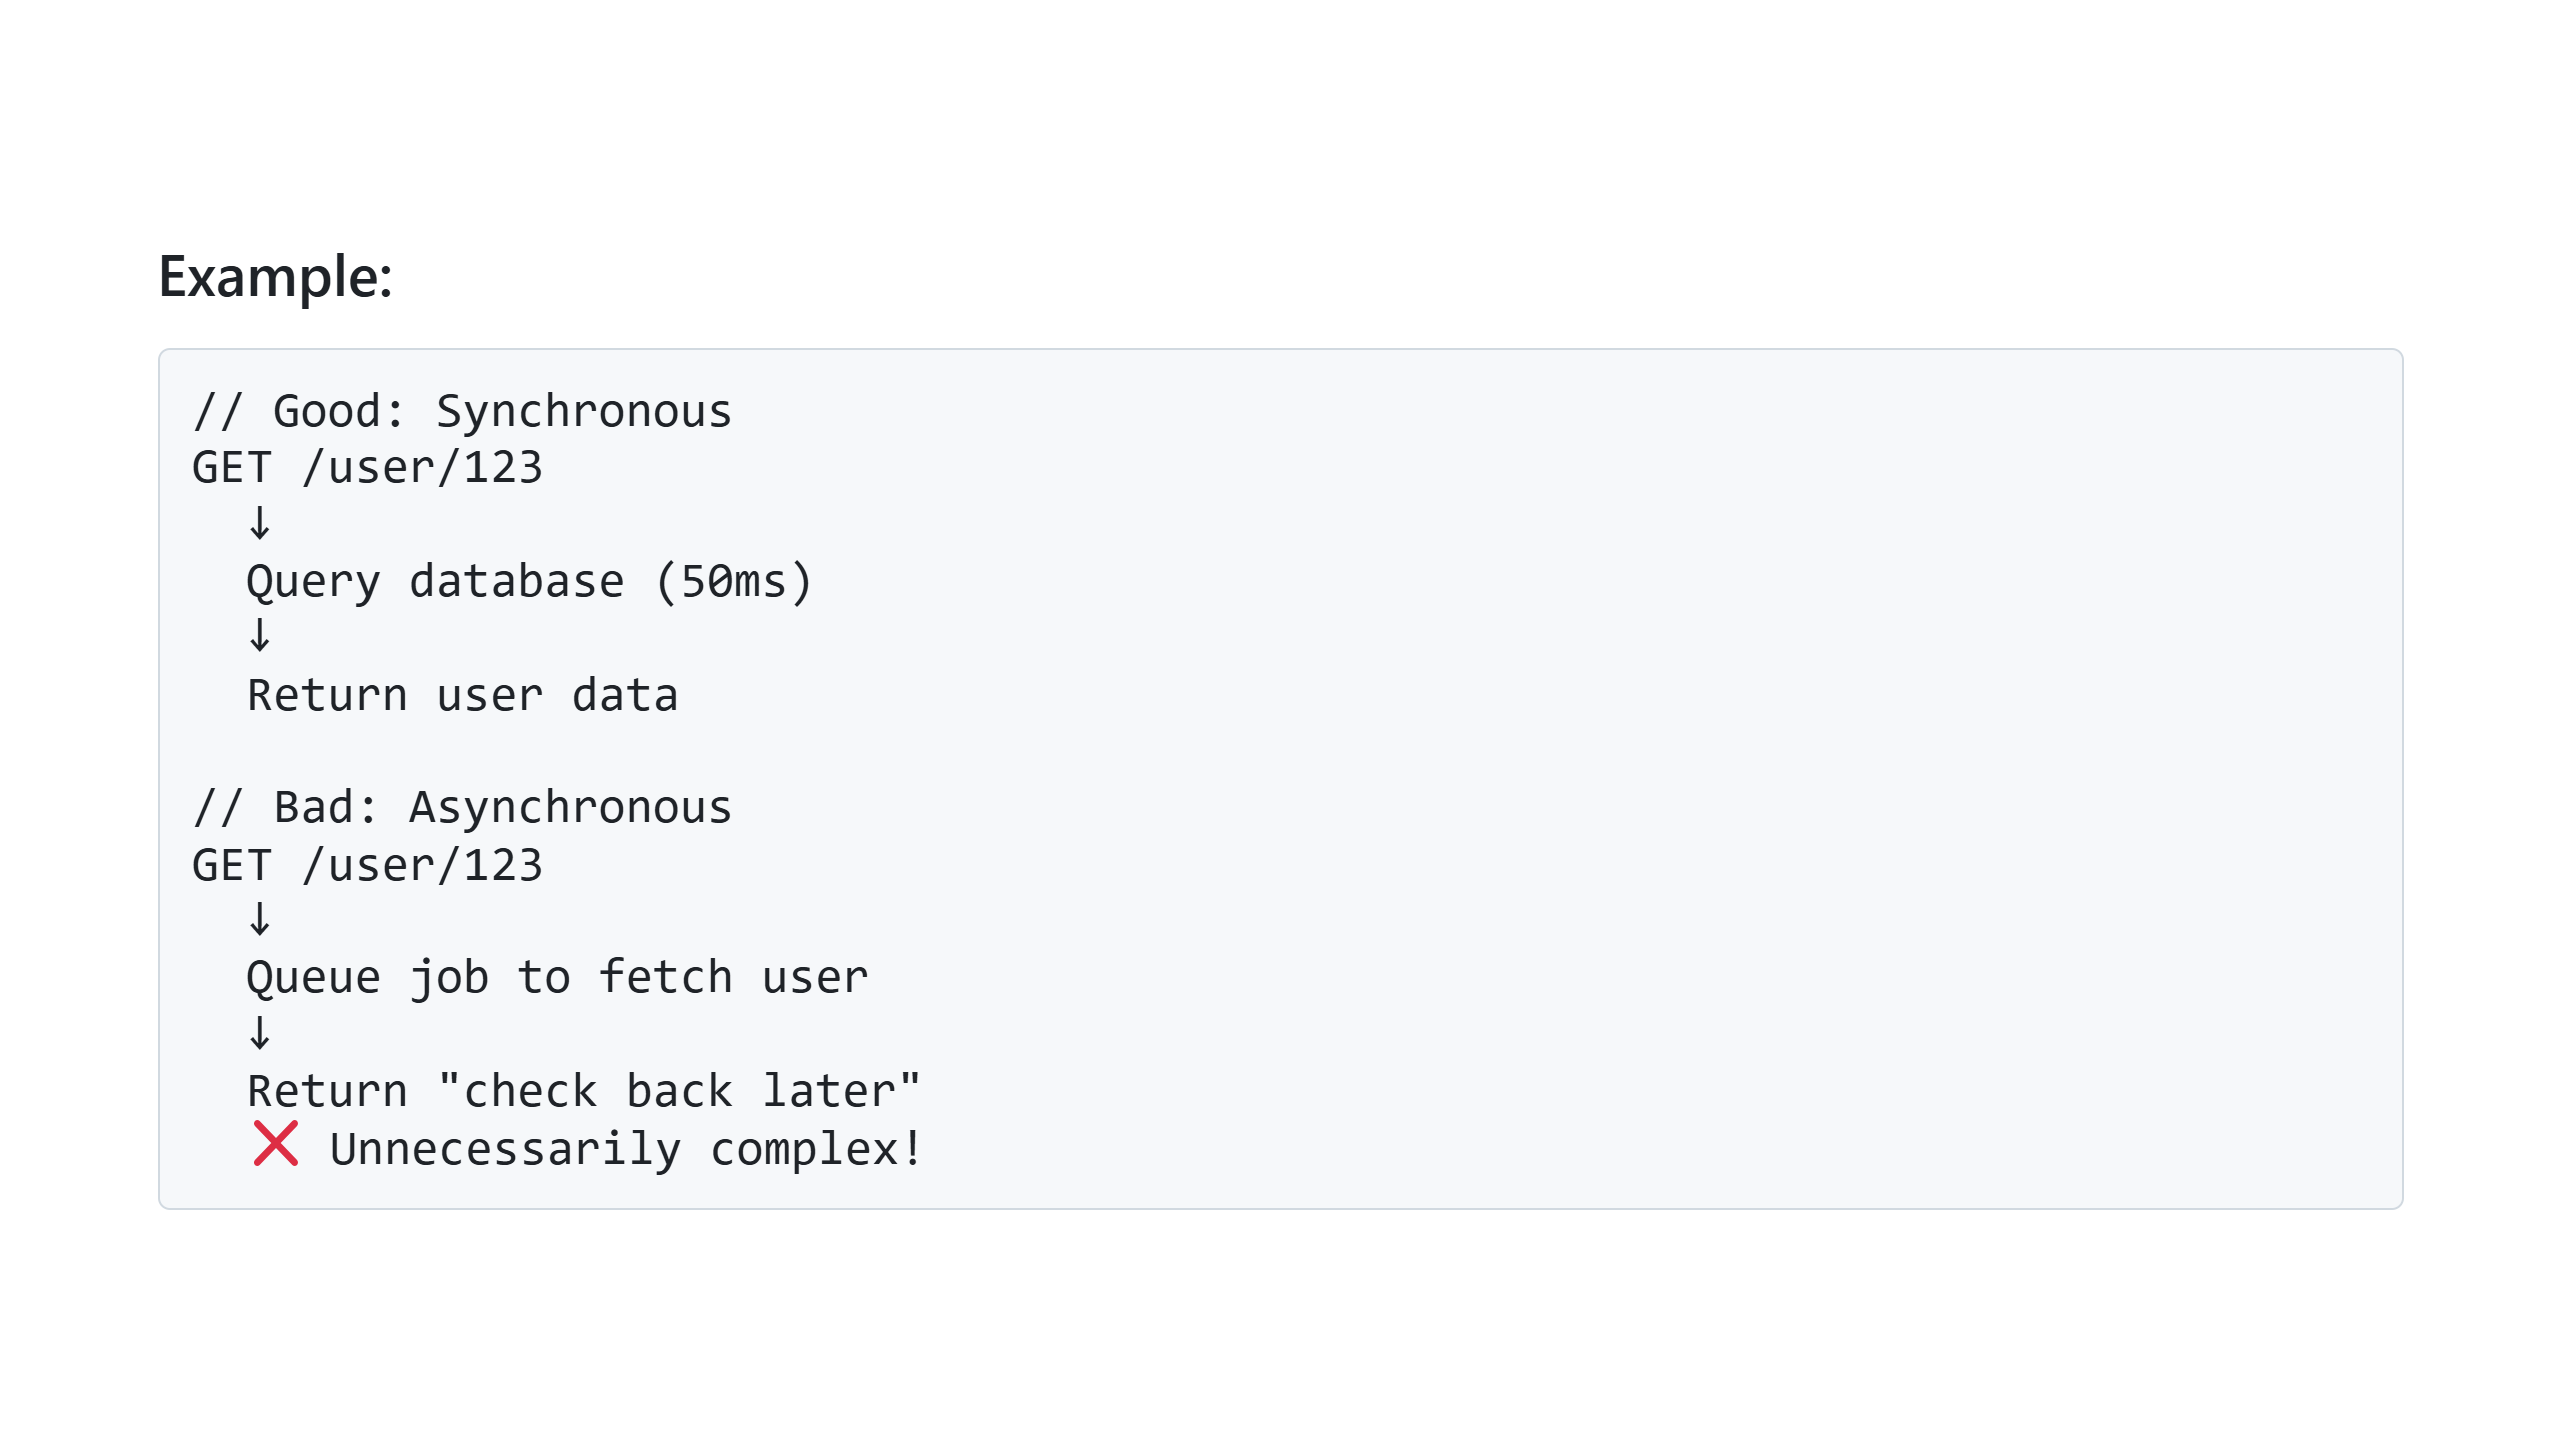 Example:
// Good: Synchronous
GET /user/123
↓
Query database (50ms)
↓
Return user data
// Bad: Asynchronous
GET /user/123
↓
Queue job to fetch user
↓
Return "check back later"
❌ Unnecessarily complex!